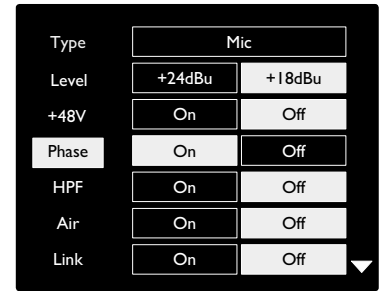 Type Mic
Level +24dBu +18dBu
+48V On Off
Phase On Off
HPF On Off
Air On Off
Link On Off